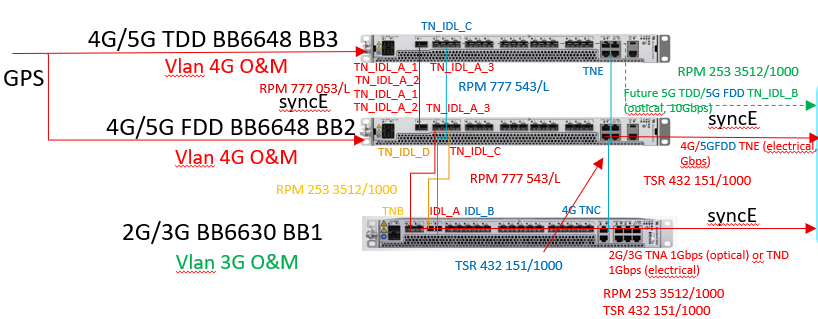 TN_IDL_C
4G/5G TDD BB6648 BB3
GPS
Vlan 4G O&M
TN_IDL_A_1
TN_IDL_A_3
TNE
RPM 253 3512/1000
TN_IDL_A_2
RPM 777 053/L
RPM 777 543/L
TN_IDL_A_1
Future 5G TDD/5G FDD TN_IDL_B
(optical, 10Gbps)
syncE
TN_IDL_A_2
TN_IDL_A_3
syncE
4G/5G FDD BB6648 BB2
Vlan 4G O&M
TN_IDL_D
TN_IDL_C
4G/5GFDD TNE (electrical,
Gbps)
RPM 777 543/L
TSR 432 151/1000
RPM 253 3512/1000
TNB
IDL_A
IDL_B
4G TNC
syncE
2G/3G BB6630 BB1
Vlan 3G O&M
TSR 432 151/1000
2G/3G TNA 1Gbps (optical) or TND
1Gbps (electrical)
RPM 253 3512/1000
TSR 432 151/1000